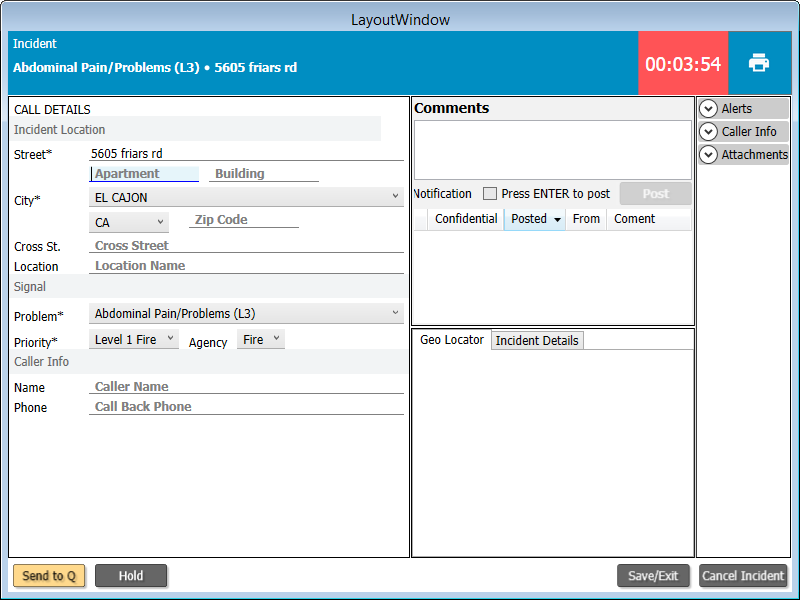 LayoutWindow
Incident
Abdominal Pain/Problems (L3) • 5605 friars rd
00:03:54
CALL DETAILS
Incident Location
Street* 5605 friars rd
Apartment Building
City* EL CAJON
CA Zip Code
Cross St. Cross Street
Location Location Name
Signal
Problem* Abdominal Pain/Problems (L3)
Priority* Level 1 Fire Agency Fire
Caller Info
Name Caller Name
Phone Call Back Phone
Comments
Notification Press ENTER to post Post
Confidential Posted From Coment
Geo Locator Incident Details
Alerts
Caller Info
Attachments
Send to Q Hold Save/Exit Cancel Incident